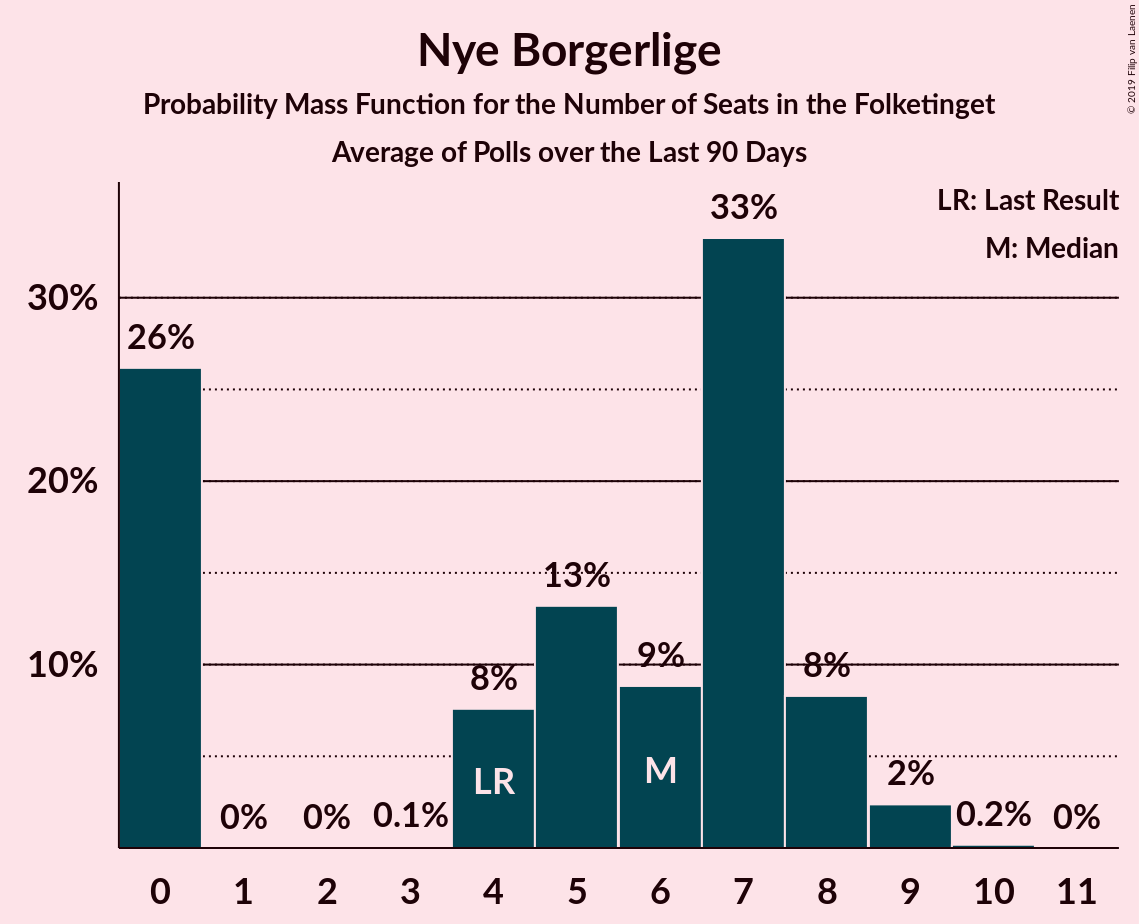 Nye Borgerlige
Probability Mass Function for the Number of Seats in the Folketinget
Average of Polls over the Last 90 Days
© 2019 Filip van Laenen
LR: Last Result
M: Median
30%
20%
10%
26%
0%
0%
0.1%
8%
13%
9%
33%
8%
2%
0.2%
0%
LR
M
0 1 2 3 4 5 6 7 8 9 10 11